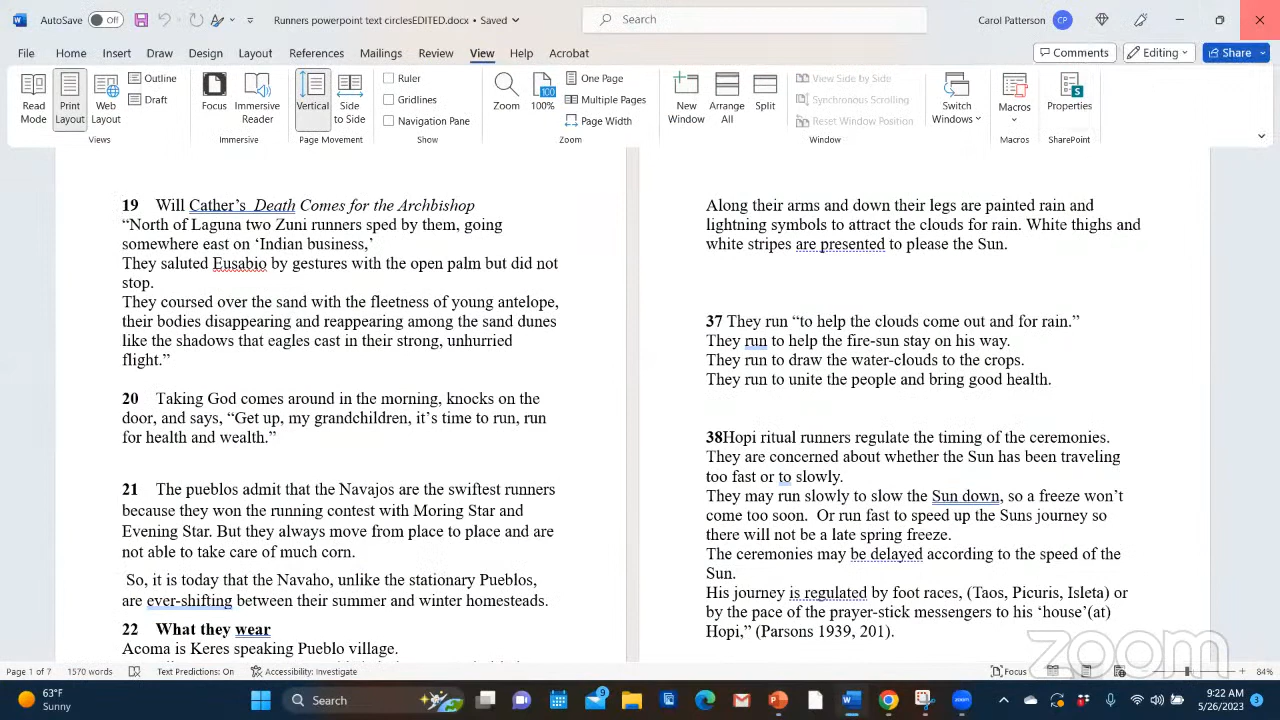 AutoSave Off
Runners powerpoint text circlesEDITED.docx • Saved
Search
Carol Patterson CP
File Home Insert Draw Design Layout References Mailings Review View Help Acrobat
Comments Editing Share
Read Mode
Print Layout
Web Layout
Outline
Draft
Views
Focus
Immersive Reader
Immersive
Vertical
Side to Side
Page Movement
Ruler
Gridlines
Navigation Pane
Show
Zoom
100%
One Page
Multiple Pages
Page Width
Zoom
New Window
Arrange All
Split
View Side by Side
Synchronous Scrolling
Reset Window Position
Window
Switch Windows
Macros
Macros
Properties
SharePoint
19 Will Cather's Death Comes for the Archbishop
“North of Laguna two Zuni runners sped by them, going
somewhere east on ‘Indian business,’
They saluted Eusabio by gestures with the open palm but did not
stop.
They coursed over the sand with the fleetness of young antelope,
their bodies disappearing and reappearing among the sand dunes
like the shadows that eagles cast in their strong, unhurried
flight.”
20 Taking God comes around in the morning, knocks on the
door, and says, “Get up, my grandchildren, it’s time to run, run
for health and wealth.”
21 The pueblos admit that the Navajos are the swiftest runners
because they won the running contest with Moring Star and
Evening Star. But they always move from place to place and are
not able to take care of much corn.
So, it is today that the Navaho, unlike the stationary Pueblos,
are ever-shifting between their summer and winter homesteads.
22 What they wear
Acoma is Keres speaking Pueblo village.
Along their arms and down their legs are painted rain and
lightning symbols to attract the clouds for rain. White thighs and
white stripes are presented to please the Sun.
37 They run “to help the clouds come out and for rain.”
They run to help the fire-sun stay on his way.
They run to draw the water-clouds to the crops.
They run to unite the people and bring good health.
38Hopi ritual runners regulate the timing of the ceremonies.
They are concerned about whether the Sun has been traveling
too fast or to slowly.
They may run slowly to slow the Sun down, so a freeze won’t
come too soon. Or run fast to speed up the Suns journey so
there will not be a late spring freeze.
The ceremonies may be delayed according to the speed of the
Sun.
His journey is regulated by foot races, (Taos, Picuris, Isleta) or
by the pace of the prayer-stick messengers to his ‘house’(at)
Hopi,” (Parsons 1939, 201).
zoom
Page 1 of 7 1570 words Text Predictions: On Accessibility: Investigate
Focus 84%
63°F
Sunny
Search
9
9:22 AM
5/26/2023
3